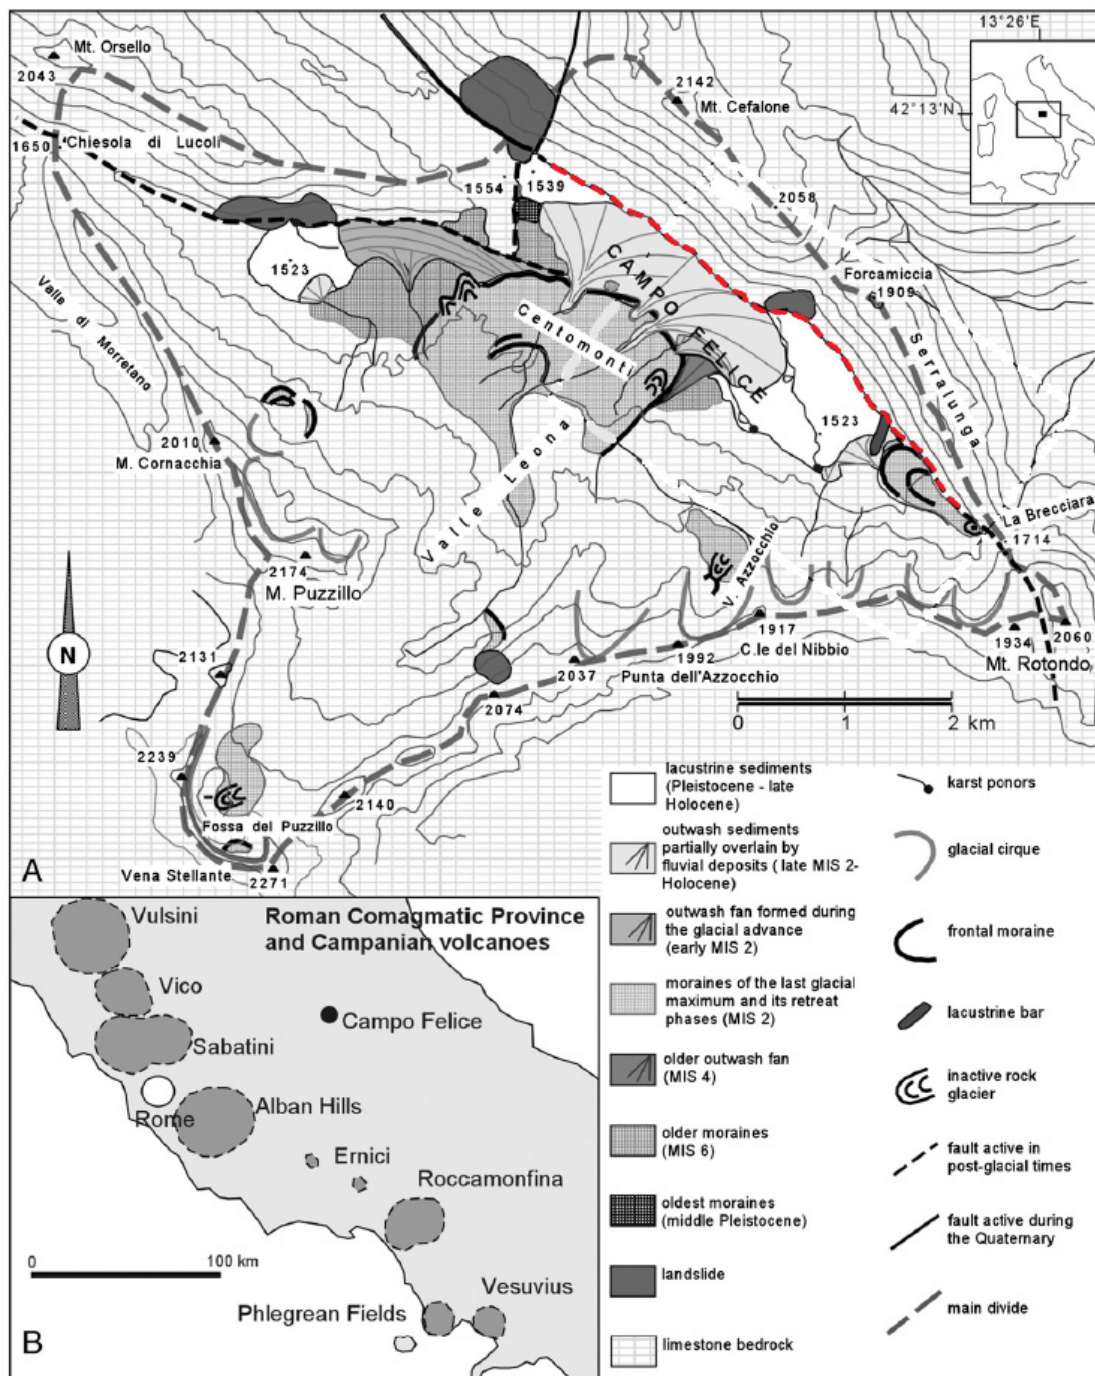 13°26'E
Mt. Orsello
2043
2142
Mt. Cefalone
42°13'N
1650
Chiesola di Lucoli
1554
1539
2058
1523
CAMPO FELICE
Forcamiccia
1909
Valle di Morretano
Centomonti
Serralunga
2010
M. Cornacchia
Valle Leona
1523
La Brecciara
1714
2174
M. Puzzillo
V. Azzocchio
N
2131
1917
C.le del Nibbio
1992
Punta dell'Azzocchio
2037
1934
2060
Mt. Rotondo
2074
0 1 2 km
2239
2140
Fossa del Puzzillo
Vena Stellante
2271
A
lacustrine sediments
(Pleistocene - late
Holocene)
outwash sediments
partially overlain by
fluvial deposits ( late MIS 2-
Holocene)
outwash fan formed during
the glacial advance
(early MIS 2)
moraines of the last glacial
maximum and its retreat
phases (MIS 2)
older outwash fan
(MIS 4)
older moraines
(MIS 6)
oldest moraines
(middle Pleistocene)
landslide
limestone bedrock
karst ponors
glacial cirque
frontal moraine
lacustrine bar
inactive rock
glacier
fault active in
post-glacial times
fault active during
the Quaternary
main divide
Roman Comagmatic Province
and Campanian volcanoes
Vulsini
Vico
Campo Felice
Sabatini
Rome
Alban Hills
Ernici
Roccamonfina
0 100 km
Vesuvius
Phlegrean Fields
B